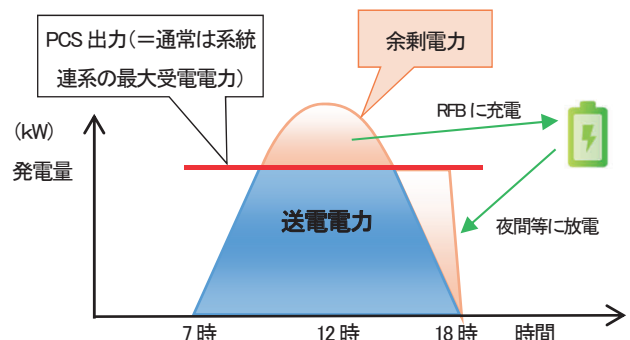 PCS 出力（＝通常は系統
連系の最大受電電力）
余剰電力
RFB に充電
(kW)
発電量
送電電力
夜間等に放電
7 時
12 時
18 時
時間